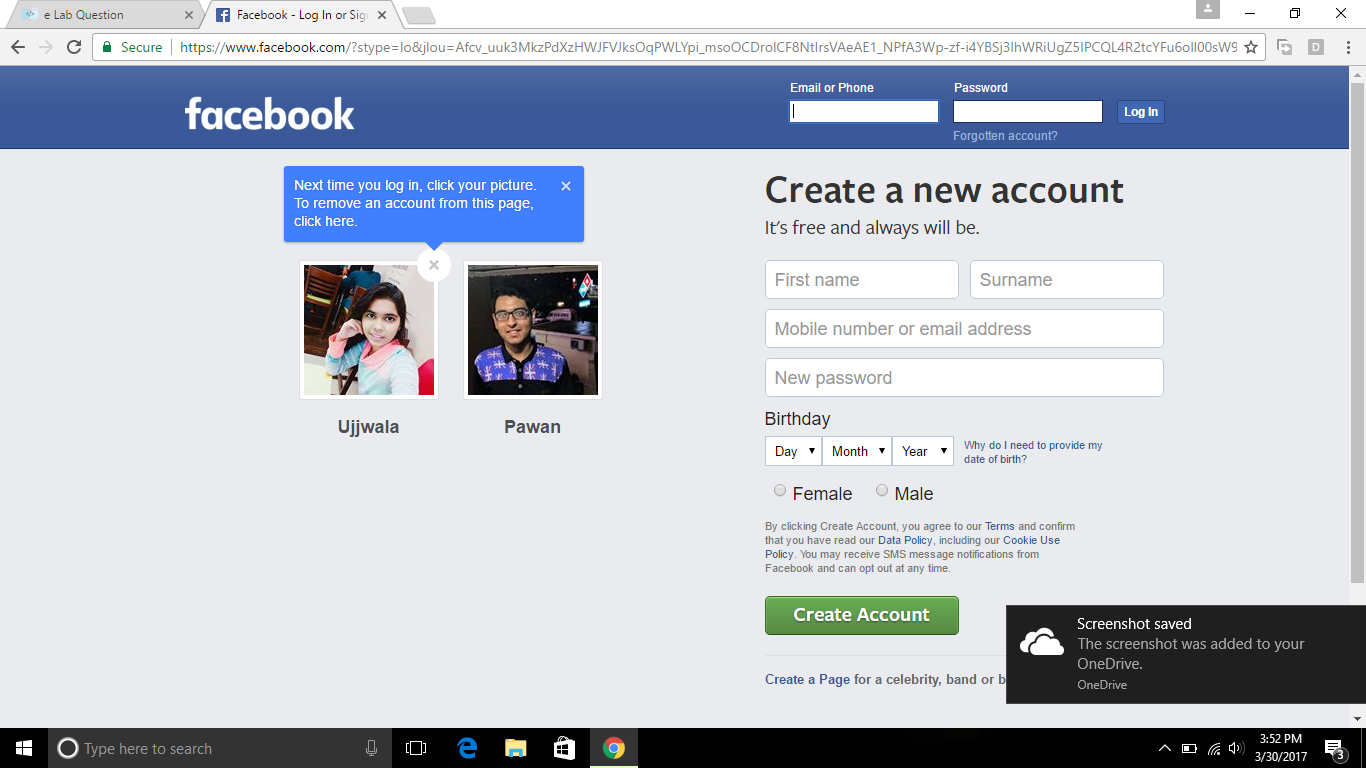 e Lab Question
Facebook - Log In or Sig
Secure
https://www.facebook.com/?stype=lo&jlou=
facebook
Email or Phone
Password
Log In
Forgotten account?
Next time you log in, click your picture.
To remove an account from this page,
click here.
Ujjwala
Pawan
Create a new account
It's free and always will be.
First name
Surname
Mobile number or email address
New password
Birthday
Day
Month
Year
Why do I need to provide my
date of birth?
Female
Male
By clicking Create Account, you agree to our Terms and confirm
that you have read our Data Policy, including our Cookie Use
Policy. You may receive SMS message notifications from
Facebook and can opt out at any time.
Create Account
Create a Page for a celebrity, band or b
Screenshot saved
The screenshot was added to your
OneDrive.
OneDrive
Type here to search
3:52 PM
3/30/2017
3